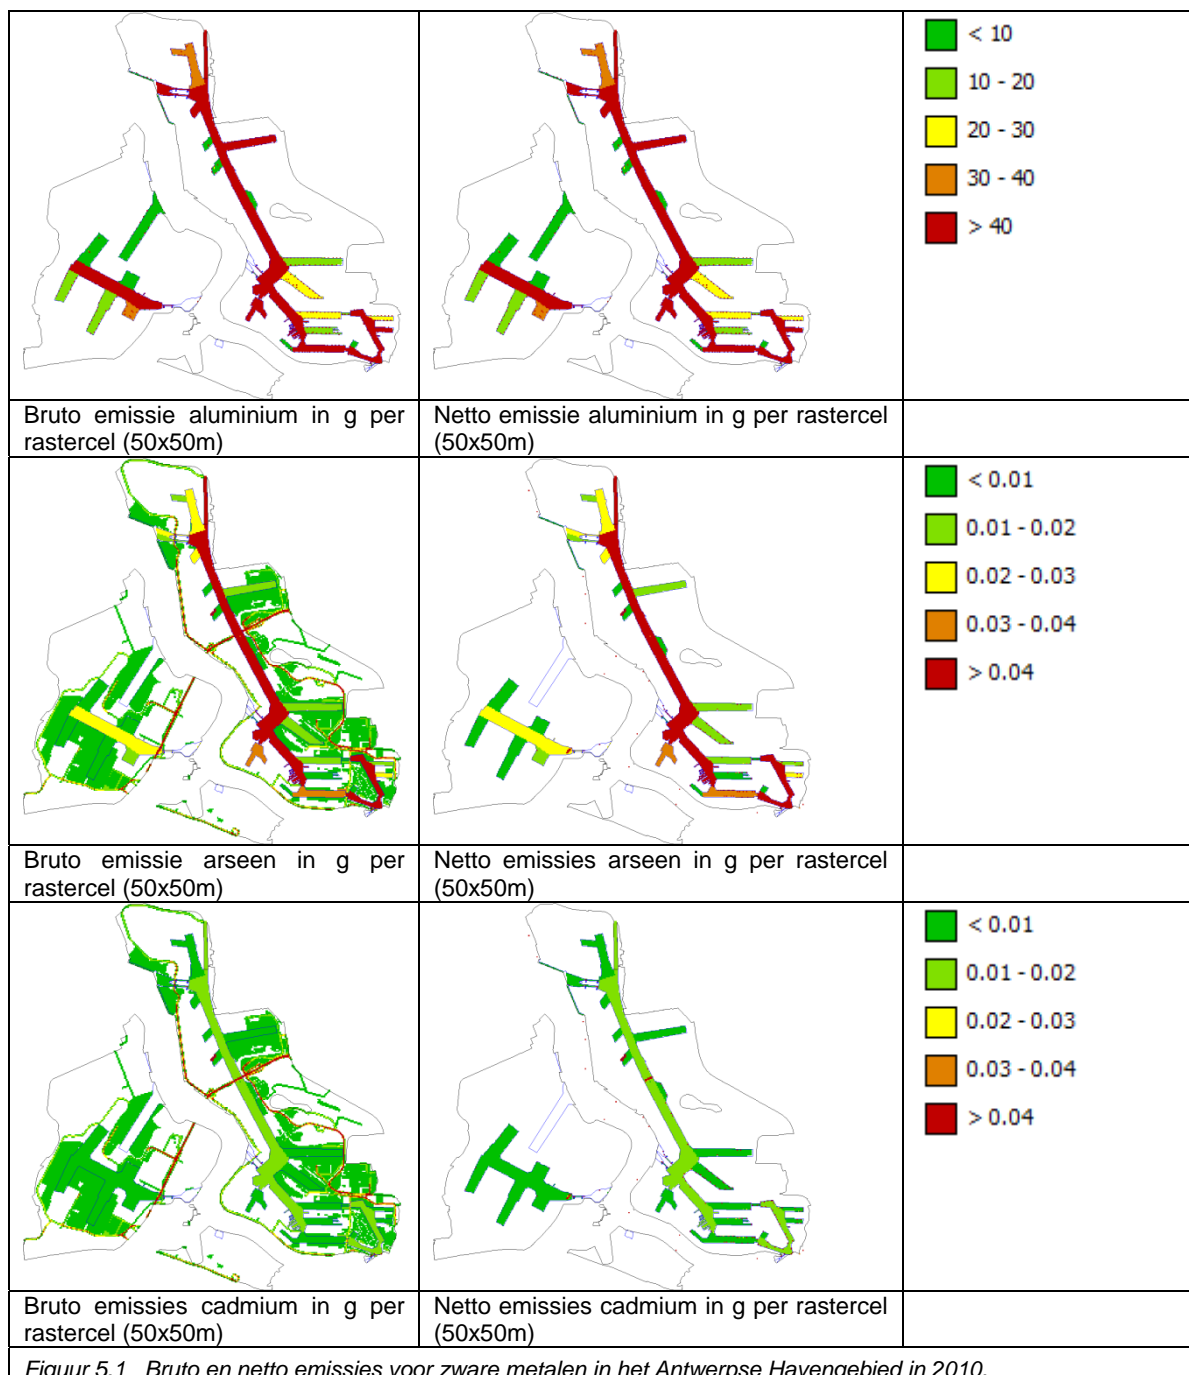 < 10
10 - 20
20 - 30
30 - 40
> 40
Bruto emissie aluminium in g per
rastercel (50x50m)
Netto emissie aluminium in g per rastercel
(50x50m)
< 0.01
0.01 - 0.02
0.02 - 0.03
0.03 - 0.04
> 0.04
Bruto emissie arseen in g per
rastercel (50x50m)
Netto emissies arseen in g per rastercel
(50x50m)
< 0.01
0.01 - 0.02
0.02 - 0.03
0.03 - 0.04
> 0.04
Bruto emissies cadmium in g per
rastercel (50x50m)
Netto emissies cadmium in g per rastercel
(50x50m)
Figuur 5.1 Bruto en netto emissies voor zware metalen in het Antwerpse Havengebied in 2010.